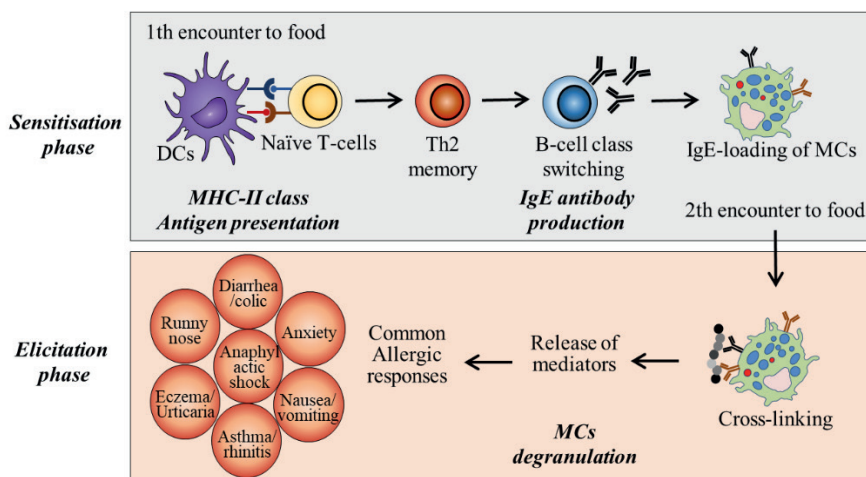 1th encounter to food
Sensitisation
phase
DCs
Naïve T-cells
Th2
memory
B-cell class
switching
IgE-loading of MCs
MHC-II class
Antigen presentation
IgE antibody
production
2th encounter to food
Elicitation
phase
Diarrhea
/colic
Runny
nose
Anxiety
Anaphyl
actic
shock
Eczema/
Urticaria
Nausea/
vomiting
Asthma/
rhinitis
Common
Allergic
responses
Release of
mediators
Cross-linking
MCs
degranulation